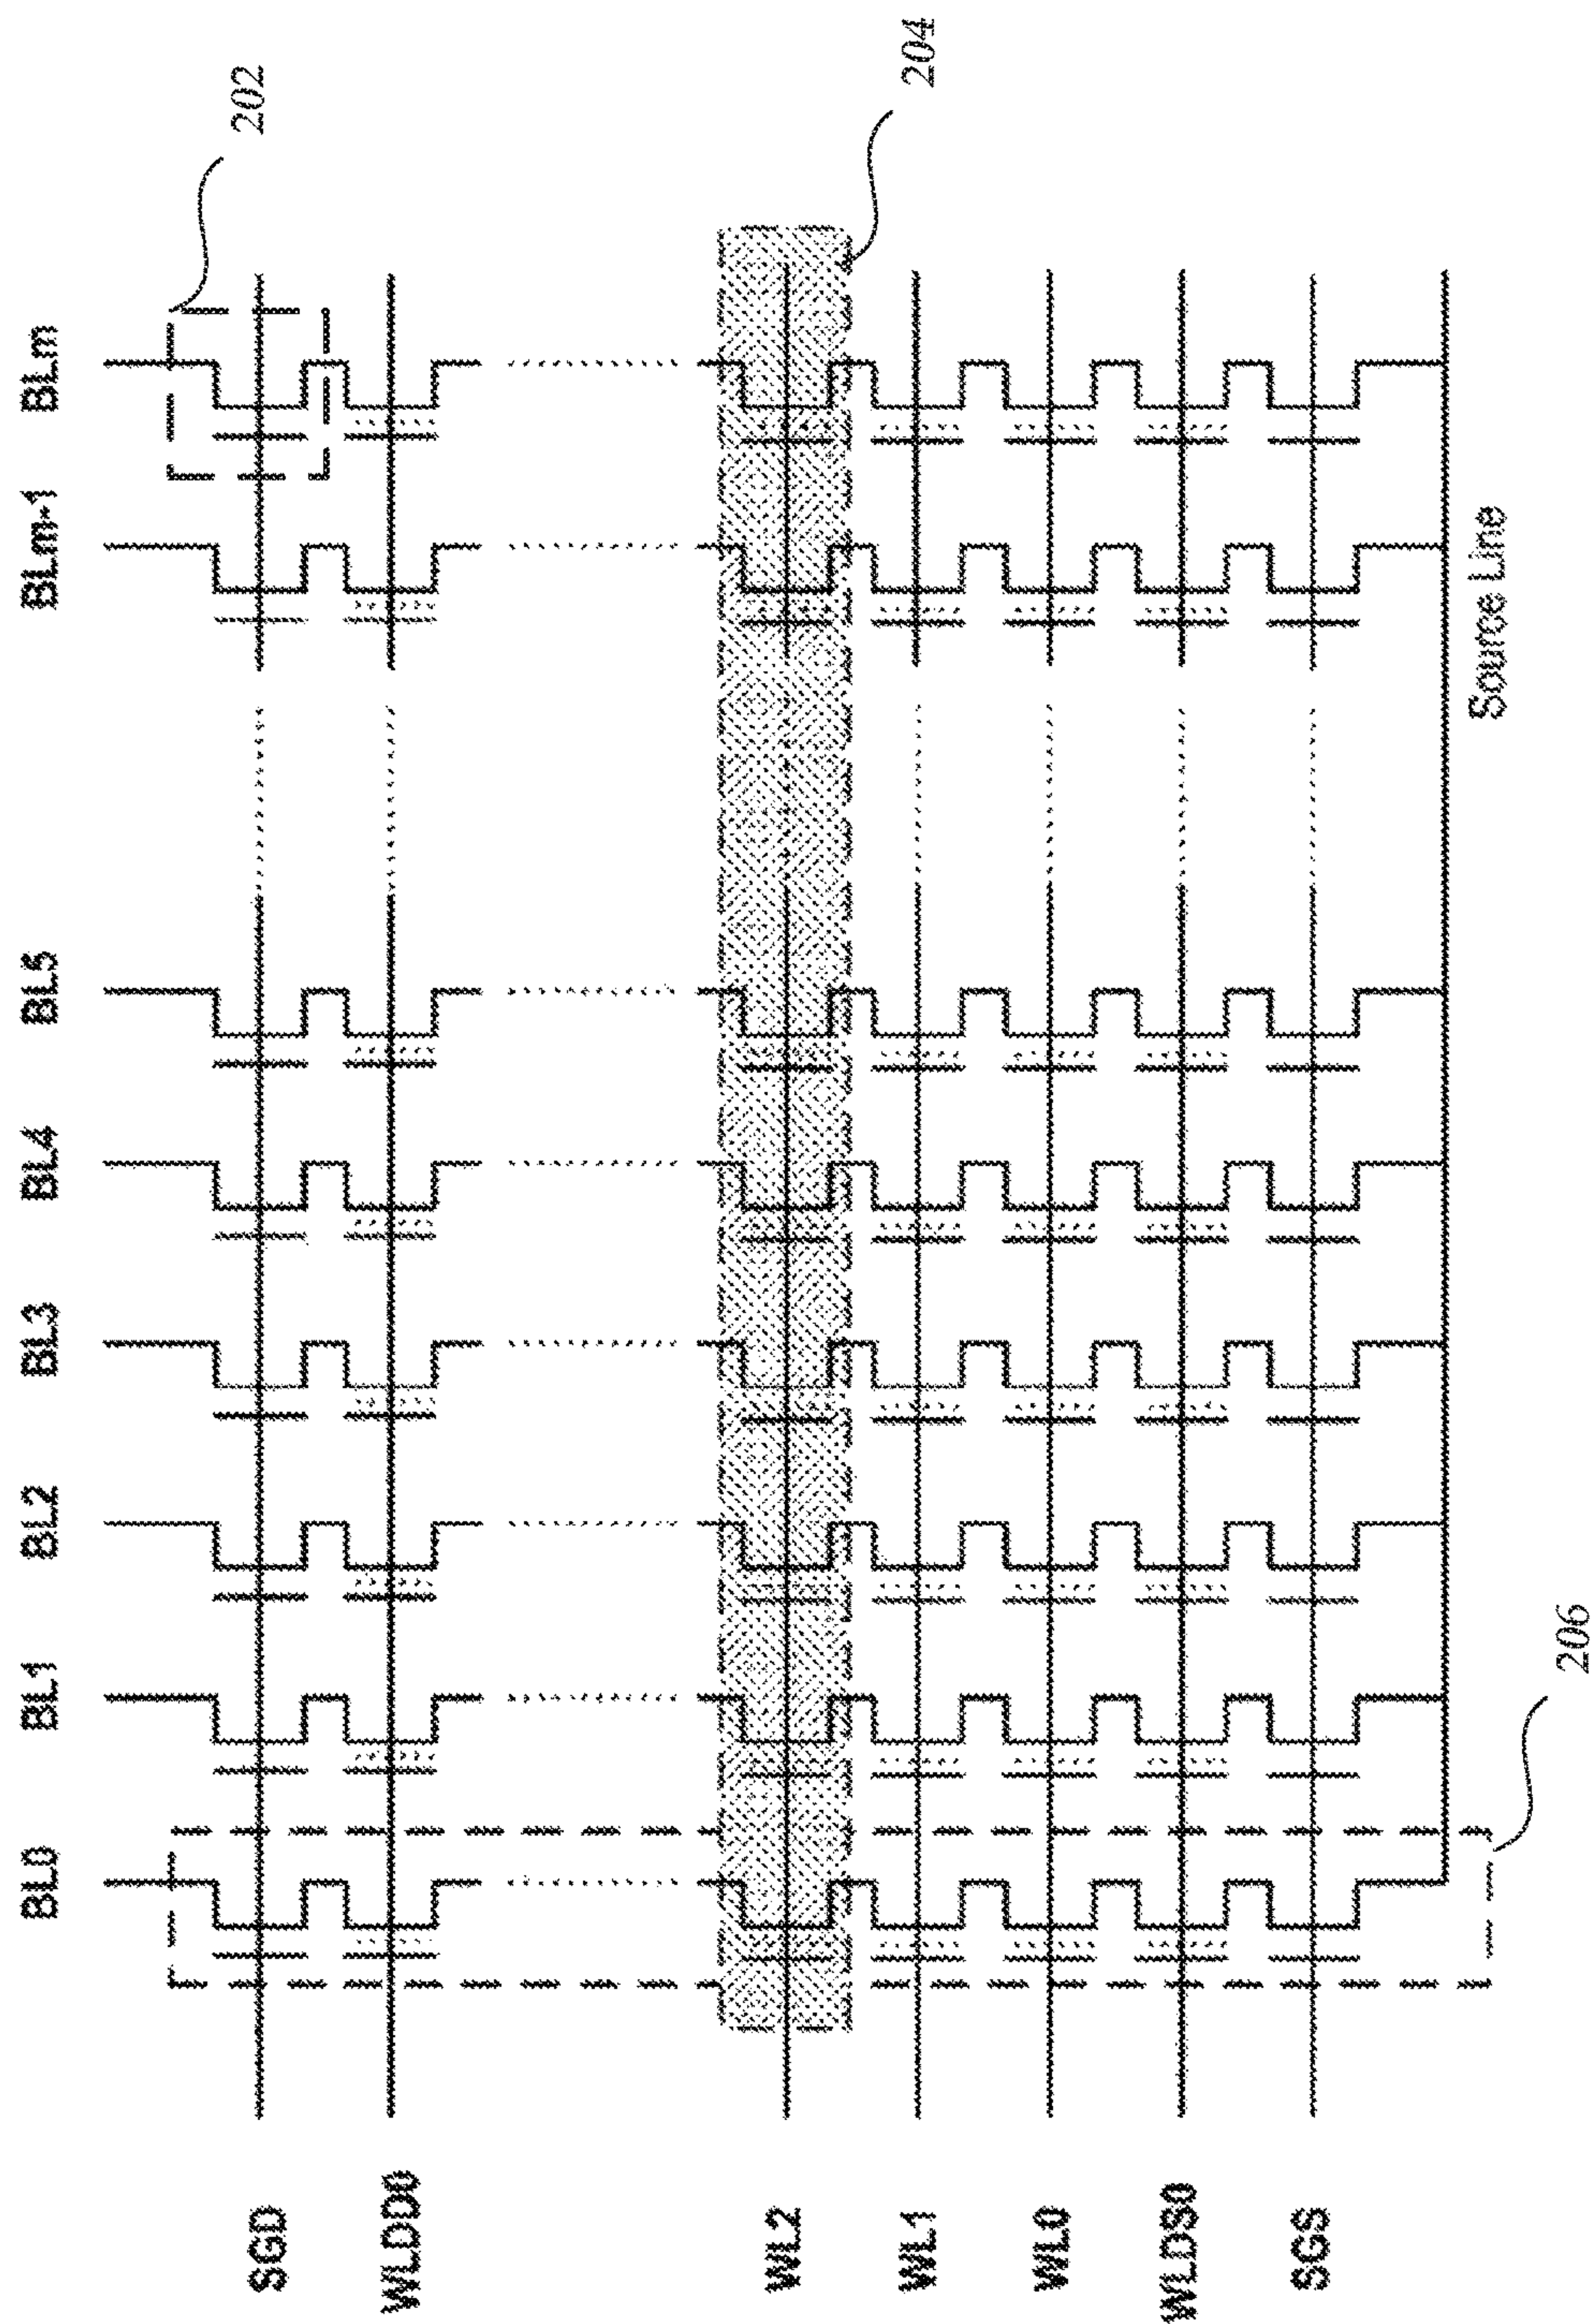 BL0
BL1
BL2
BL3
BL4
BL5
BLm-1
BLm
202
SGD
WLDD0
WL2
204
WL1
WL0
WLDS0
SGS
Source Line
206